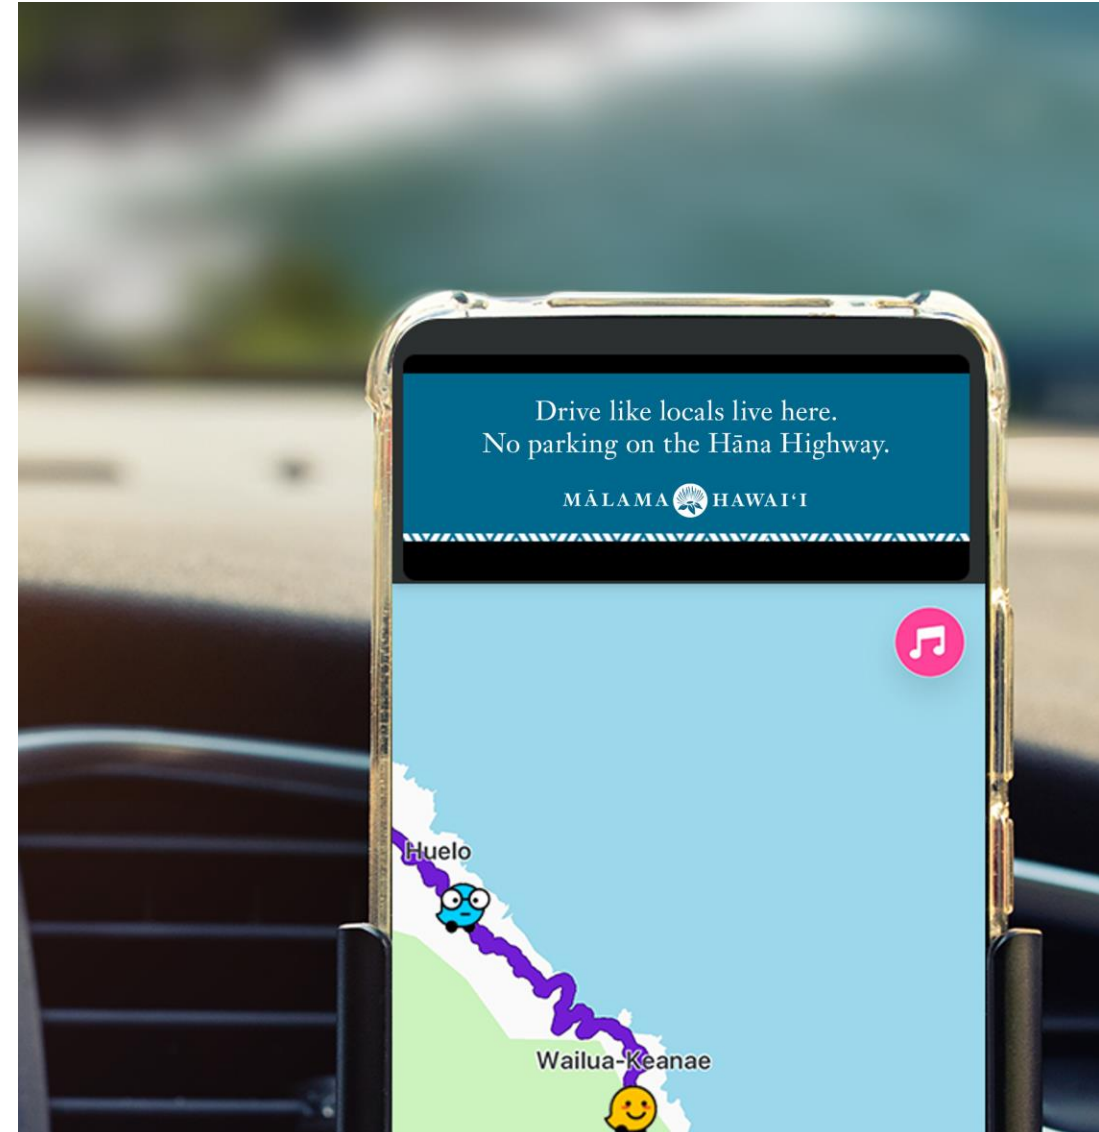 Drive like locals live here.
No parking on the Hāna Highway.
MĀLAMA HAWAIʻI
Huelo
Wailua-Keanae